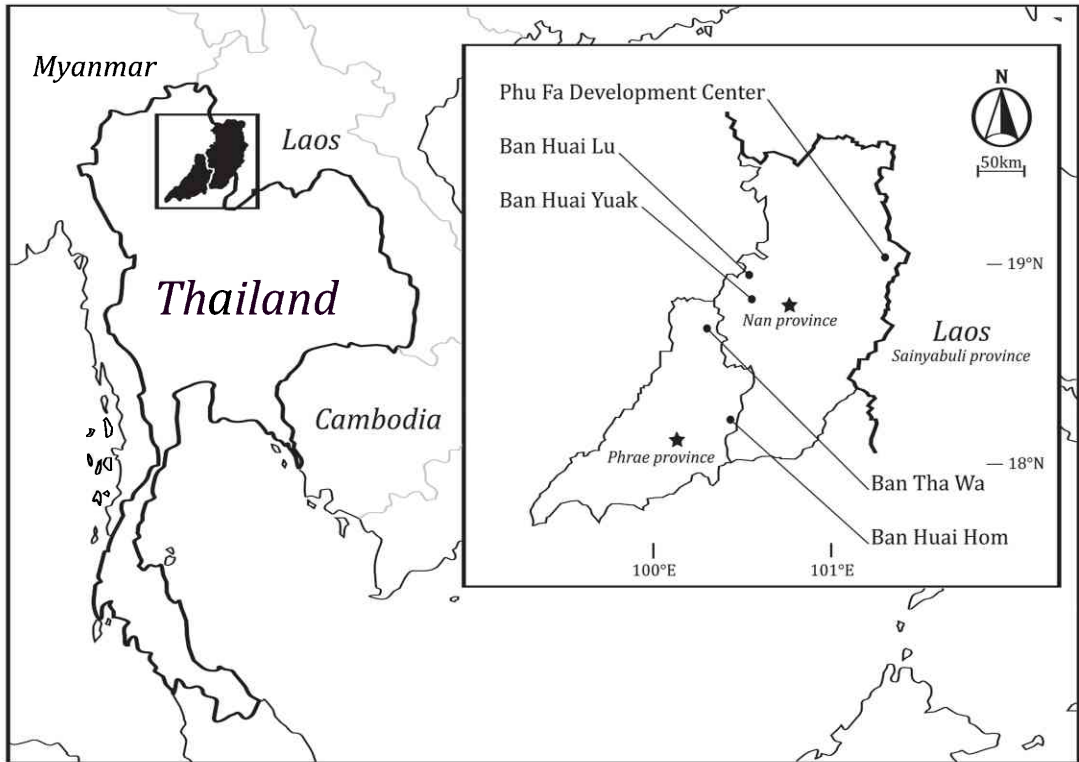 Myanmar
Laos
Thailand
Cambodia
Phu Fa Development Center
Ban Huai Lu
Ban Huai Yuak
N
50km
19°N
Nan province
Laos
Sainyabuli province
Phrae province
18°N
Ban Tha Wa
Ban Huai Hom
100°E
101°E